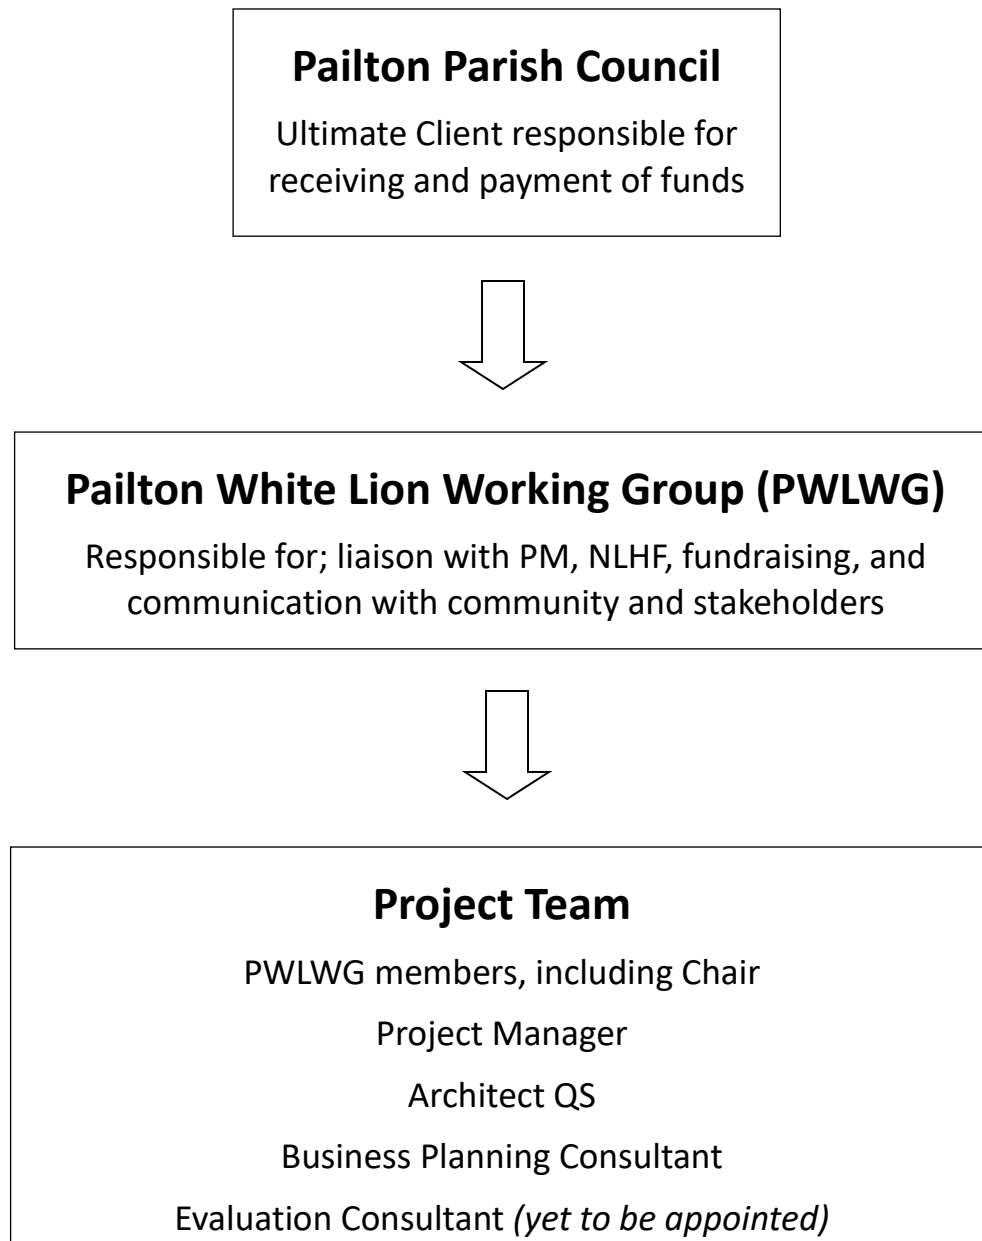 Pailton Parish Council
Ultimate Client responsible for
receiving and payment of funds
Pailton White Lion Working Group (PWLWG)
Responsible for; liaison with PM, NLHF, fundraising, and
communication with community and stakeholders
Project Team
PWLWG members, including Chair
Project Manager
Architect QS
Business Planning Consultant
Evaluation Consultant (yet to be appointed)